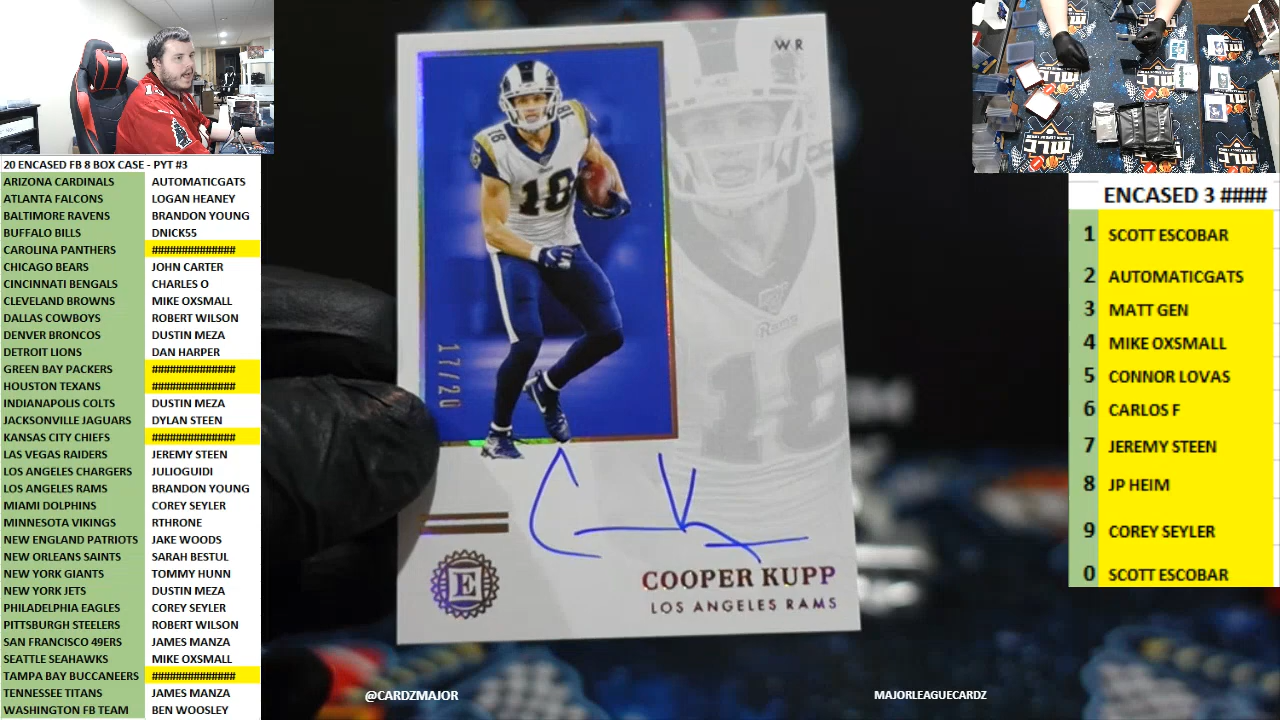 20 ENCASED FB 8 BOX CASE - PYT #3
ARIZONA CARDINALS AUTOMATICGATS
ATLANTA FALCONS LOGAN HEANEY
BALTIMORE RAVENS BRANDON YOUNG
BUFFALO BILLS DNICK55
CAROLINA PANTHERS ##############
CHICAGO BEARS JOHN CARTER
CINCINNATI BENGALS CHARLES O
CLEVELAND BROWNS MIKE OXSMALL
DALLAS COWBOYS ROBERT WILSON
DENVER BRONCOS DUSTIN MEZA
DETROIT LIONS DAN HARPER
GREEN BAY PACKERS ##############
HOUSTON TEXANS ##############
INDIANAPOLIS COLTS DUSTIN MEZA
JACKSONVILLE JAGUARS DYLAN STEEN
KANSAS CITY CHIEFS ##############
LAS VEGAS RAIDERS JEREMY STEEN
LOS ANGELES CHARGERS JULIOGUIDI
LOS ANGELES RAMS BRANDON YOUNG
MIAMI DOLPHINS COREY SEYLER
MINNESOTA VIKINGS RTHRONE
NEW ENGLAND PATRIOTS JAKE WOODS
NEW ORLEANS SAINTS SARAH BESTUL
NEW YORK GIANTS TOMMY HUNN
NEW YORK JETS DUSTIN MEZA
PHILADELPHIA EAGLES COREY SEYLER
PITTSBURGH STEELERS ROBERT WILSON
SAN FRANCISCO 49ERS JAMES MANZA
SEATTLE SEAHAWKS MIKE OXSMALL
TAMPA BAY BUCCANEERS ##############
TENNESSEE TITANS JAMES MANZA
WASHINGTON FB TEAM BEN WOOSLEY
WR
18
18
18
Rams
18
17/20
E
COOPER KUPP
LOS ANGELES RAMS
@CARDZMAJOR
MAJORLEAGUECARDZ
ENCASED 3 ####
1 SCOTT ESCOBAR
2 AUTOMATICGATS
3 MATT GEN
4 MIKE OXSMALL
5 CONNOR LOVAS
6 CARLOS F
7 JEREMY STEEN
8 JP HEIM
9 COREY SEYLER
0 SCOTT ESCOBAR